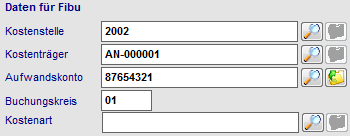 Daten für Fibu
Kostenstelle 2002
Kostenträger AN-000001
Aufwandskonto 87654321
Buchungskreis 01
Kostenart